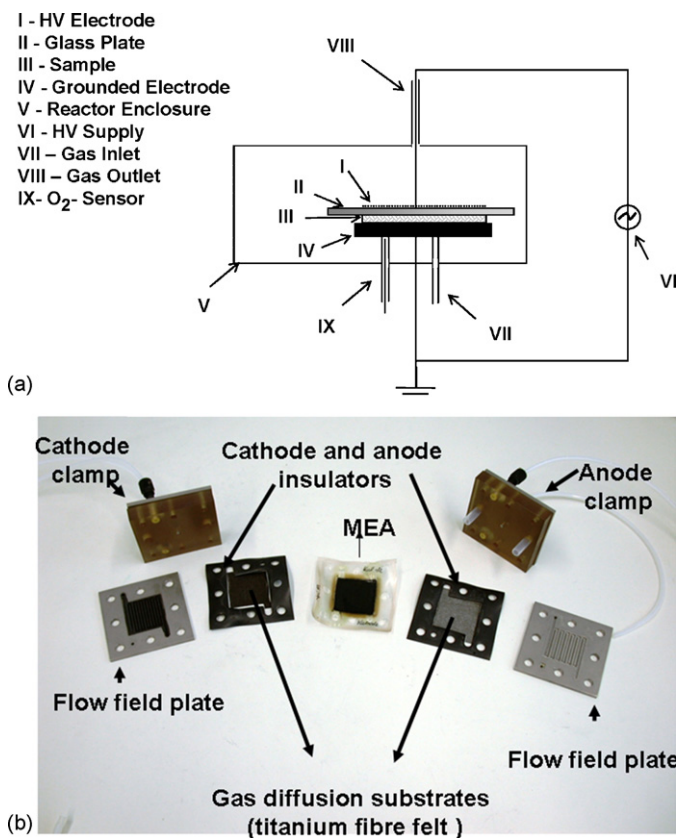 I - HV Electrode
II - Glass Plate
III - Sample
IV - Grounded Electrode
V - Reactor Enclosure
VI - HV Supply
VII – Gas Inlet
VIII – Gas Outlet
IX- O2- Sensor
VIII
I
II
III
IV
V
IX
VII
VI
(a)
Cathode
clamp
Cathode and anode
insulators
Anode
clamp
MEA
Flow field plate
Flow field plate
Gas diffusion substrates
(titanium fibre felt )
(b)